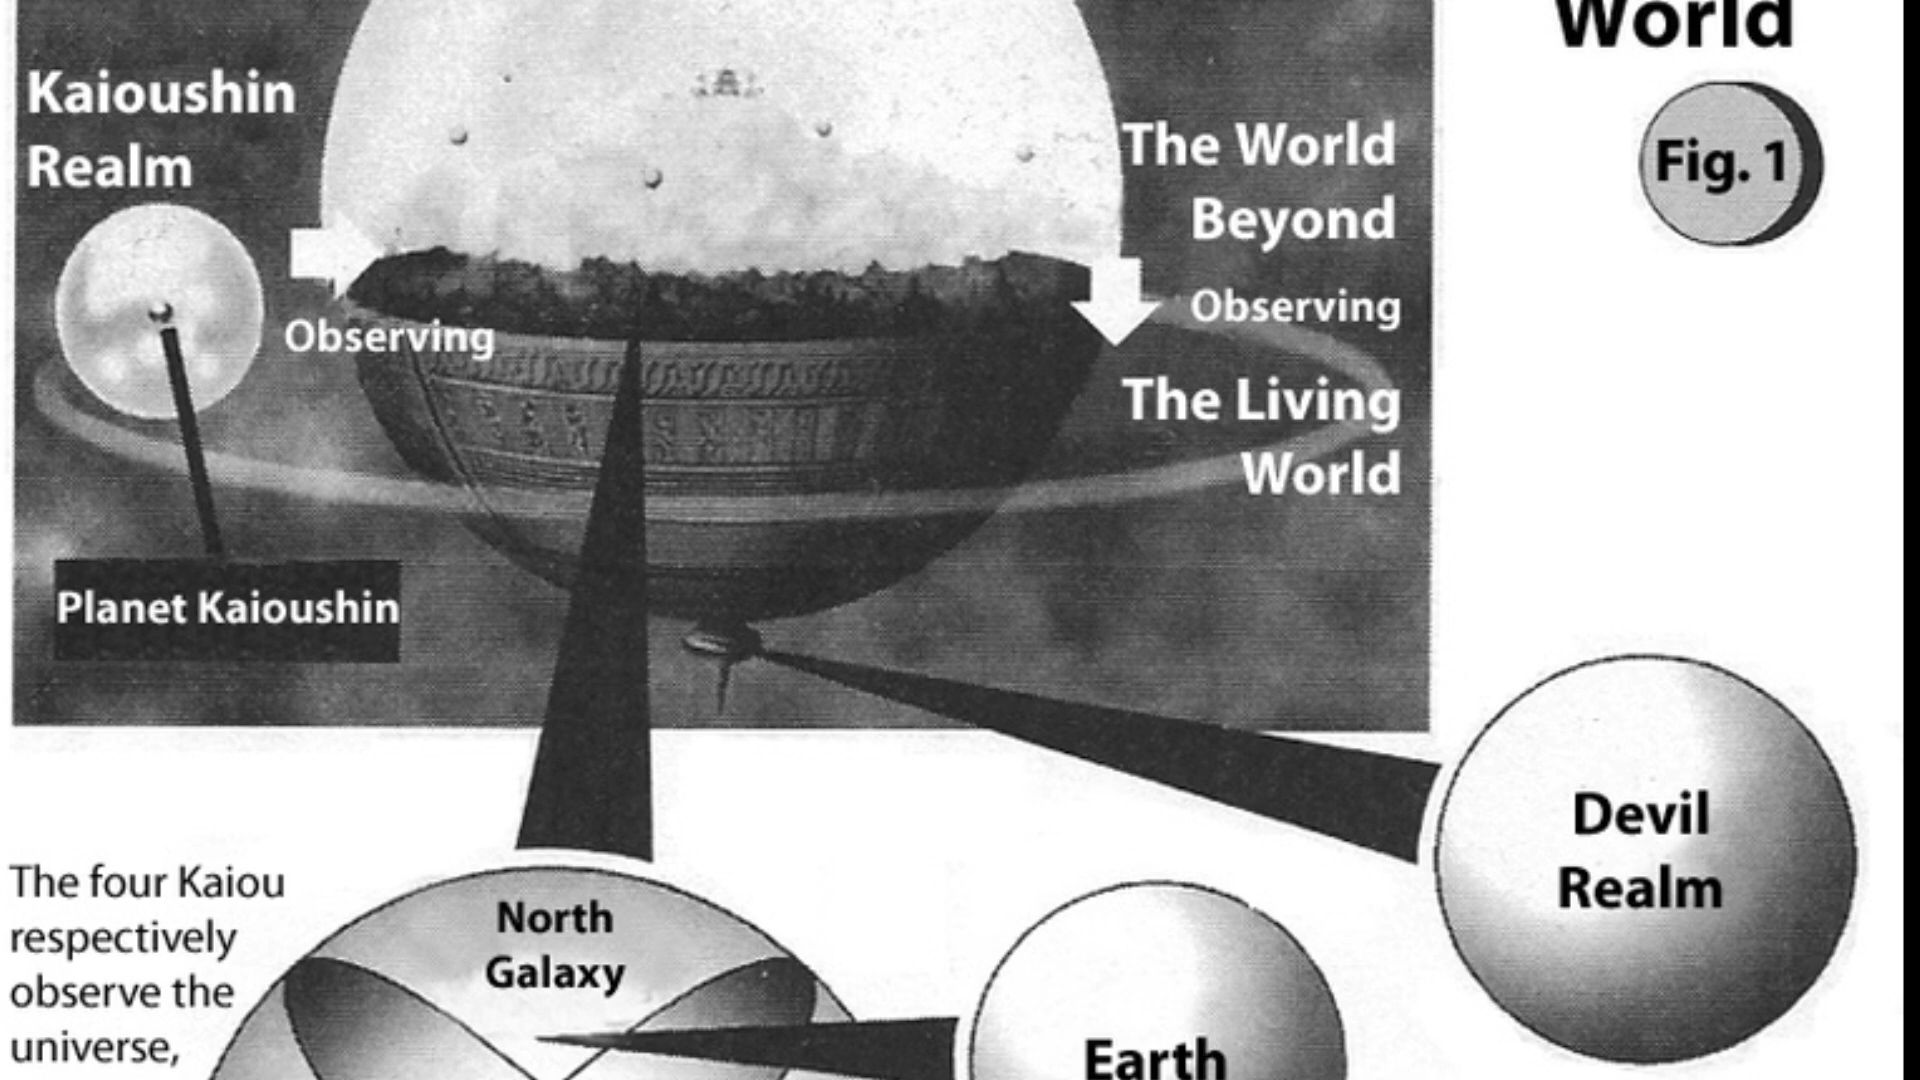 World
Fig. 1
Kaioushin
Realm
The World
Beyond
Observing
Observing
The Living
World
Planet Kaioushin
Devil
Realm
The four Kaiou
respectively
observe the
universe,
North
Galaxy
Earth